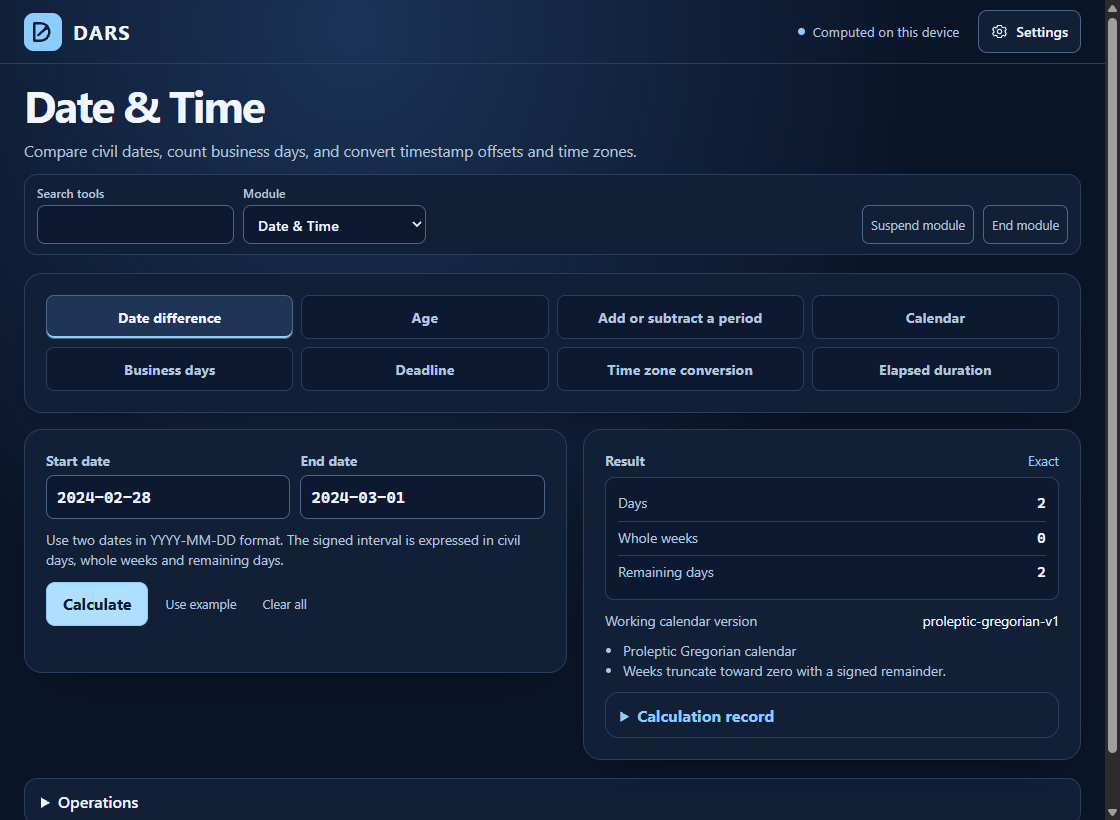 DARS
Computed on this device
Settings
Date & Time
Compare civil dates, count business days, and convert timestamp offsets and time zones.
Search tools
Module
Date & Time
Suspend module
End module
Date difference
Age
Add or subtract a period
Calendar
Business days
Deadline
Time zone conversion
Elapsed duration
Start date
End date
2024-02-28
2024-03-01
Use two dates in YYYY-MM-DD format. The signed interval is expressed in civil
days, whole weeks and remaining days.
Calculate
Use example
Clear all
Result
Exact
Days
2
Whole weeks
0
Remaining days
2
Working calendar version
proleptic-gregorian-v1
Proleptic Gregorian calendar
Weeks truncate toward zero with a signed remainder.
Calculation record
Operations